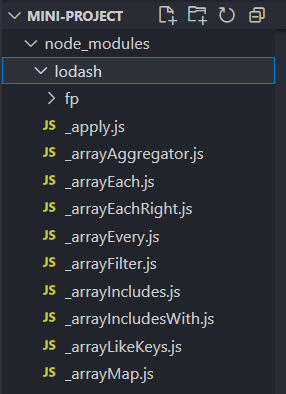 MINI-PROJECT
node_modules
lodash
fp
JS _apply.js
JS _arrayAggregator.js
JS _arrayEach.js
JS _arrayEachRight.js
JS _arrayEvery.js
JS _arrayFilter.js
JS _arrayIncludes.js
JS _arrayIncludesWith.js
JS _arrayLikeKeys.js
JS _arrayMap.js